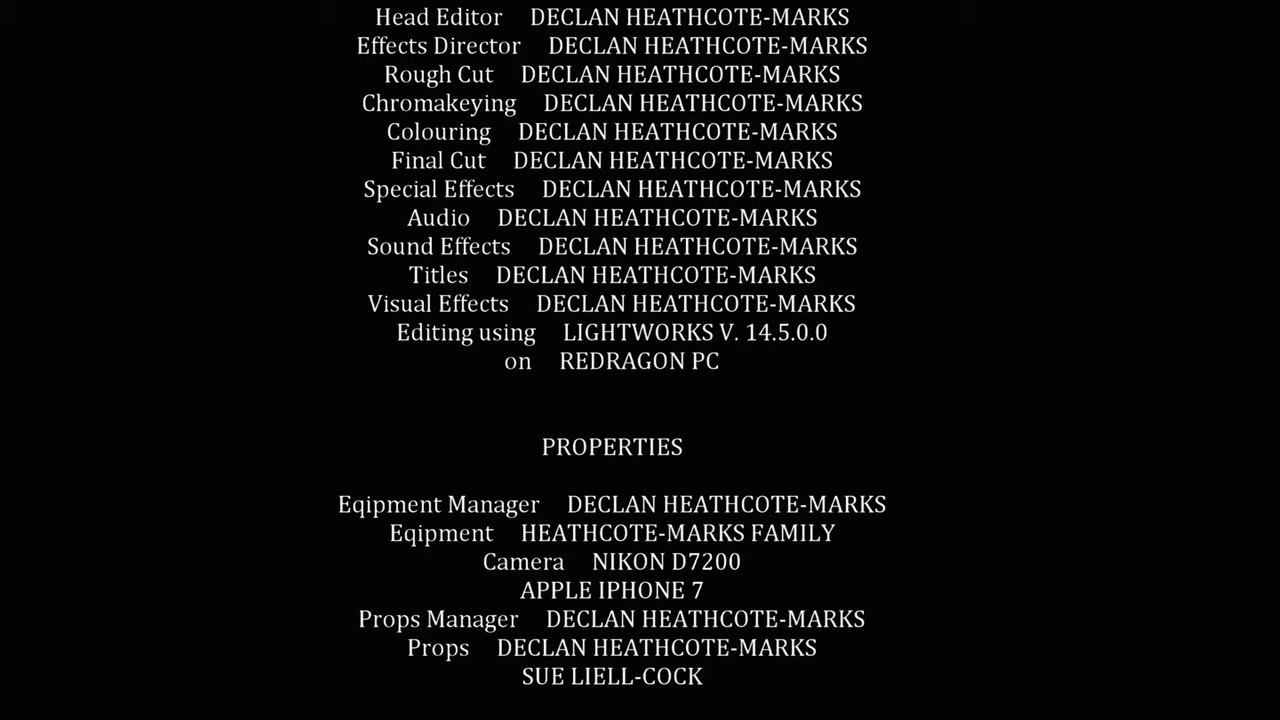 Head Editor DECLAN HEATHCOTE-MARKS
Effects Director DECLAN HEATHCOTE-MARKS
Rough Cut DECLAN HEATHCOTE-MARKS
Chromakeying DECLAN HEATHCOTE-MARKS
Colouring DECLAN HEATHCOTE-MARKS
Final Cut DECLAN HEATHCOTE-MARKS
Special Effects DECLAN HEATHCOTE-MARKS
Audio DECLAN HEATHCOTE-MARKS
Sound Effects DECLAN HEATHCOTE-MARKS
Titles DECLAN HEATHCOTE-MARKS
Visual Effects DECLAN HEATHCOTE-MARKS
Editing using LIGHTWORKS V. 14.5.0.0
on REDRAGON PC
PROPERTIES
Eqipment Manager DECLAN HEATHCOTE-MARKS
Eqipment HEATHCOTE-MARKS FAMILY
Camera NIKON D7200
APPLE IPHONE 7
Props Manager DECLAN HEATHCOTE-MARKS
Props DECLAN HEATHCOTE-MARKS
SUE LIELL-COCK